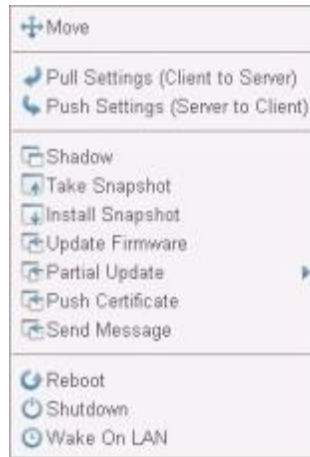 Move
Pull Settings (Client to Server)
Push Settings (Server to Client)
Shadow
Take Snapshot
Install Snapshot
Update Firmware
Partial Update
Push Certificate
Send Message
Reboot
Shutdown
Wake On LAN